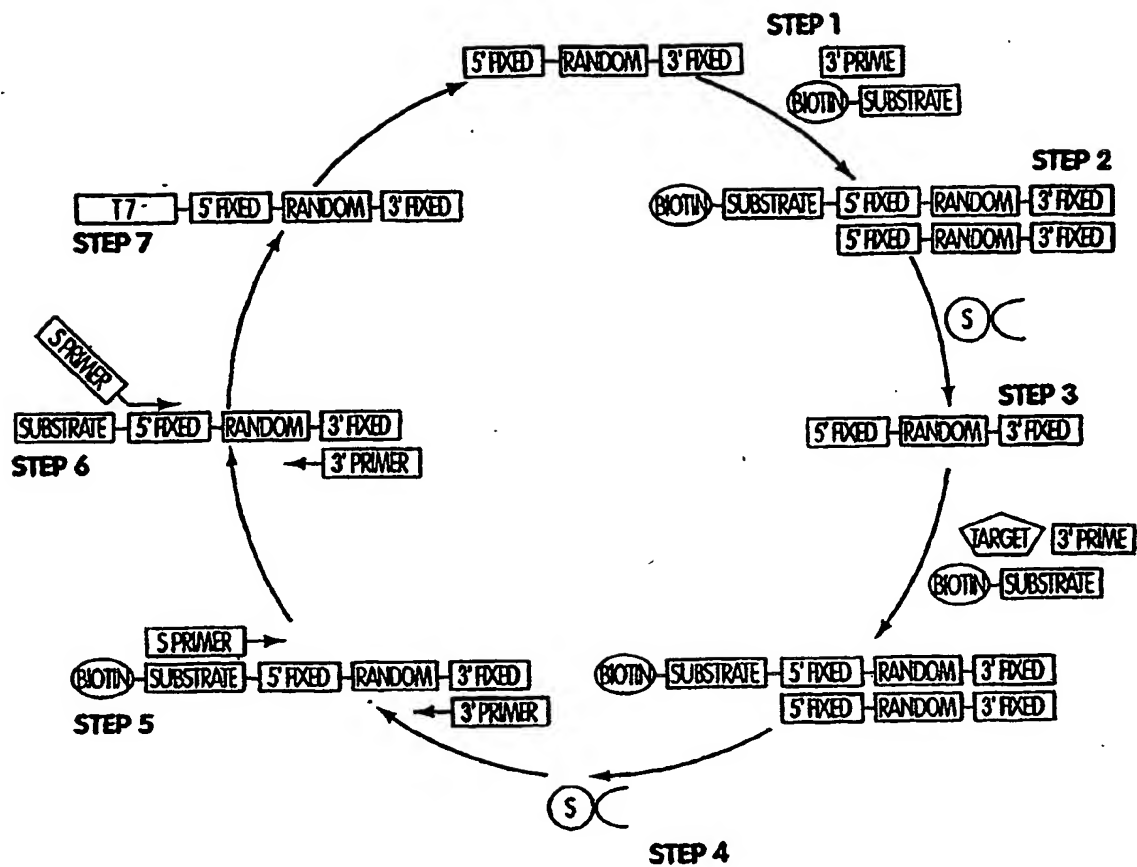 STEP 1
5' FIXED RANDOM 3' FIXED
3' PRIME
BIOTIN SUBSTRATE
STEP 2
BIOTIN SUBSTRATE 5' FIXED RANDOM 3' FIXED
5' FIXED RANDOM 3' FIXED
S
STEP 3
5' FIXED RANDOM 3' FIXED
TARGET 3' PRIME
BIOTIN SUBSTRATE
BIOTIN SUBSTRATE 5' FIXED RANDOM 3' FIXED
5' FIXED RANDOM 3' FIXED
S
STEP 4
S PRIMER
BIOTIN SUBSTRATE 5' FIXED RANDOM 3' FIXED
3' PRIMER
STEP 5
S PRIMER
SUBSTRATE 5' FIXED RANDOM 3' FIXED
3' PRIMER
STEP 6
T7 5' FIXED RANDOM 3' FIXED
STEP 7